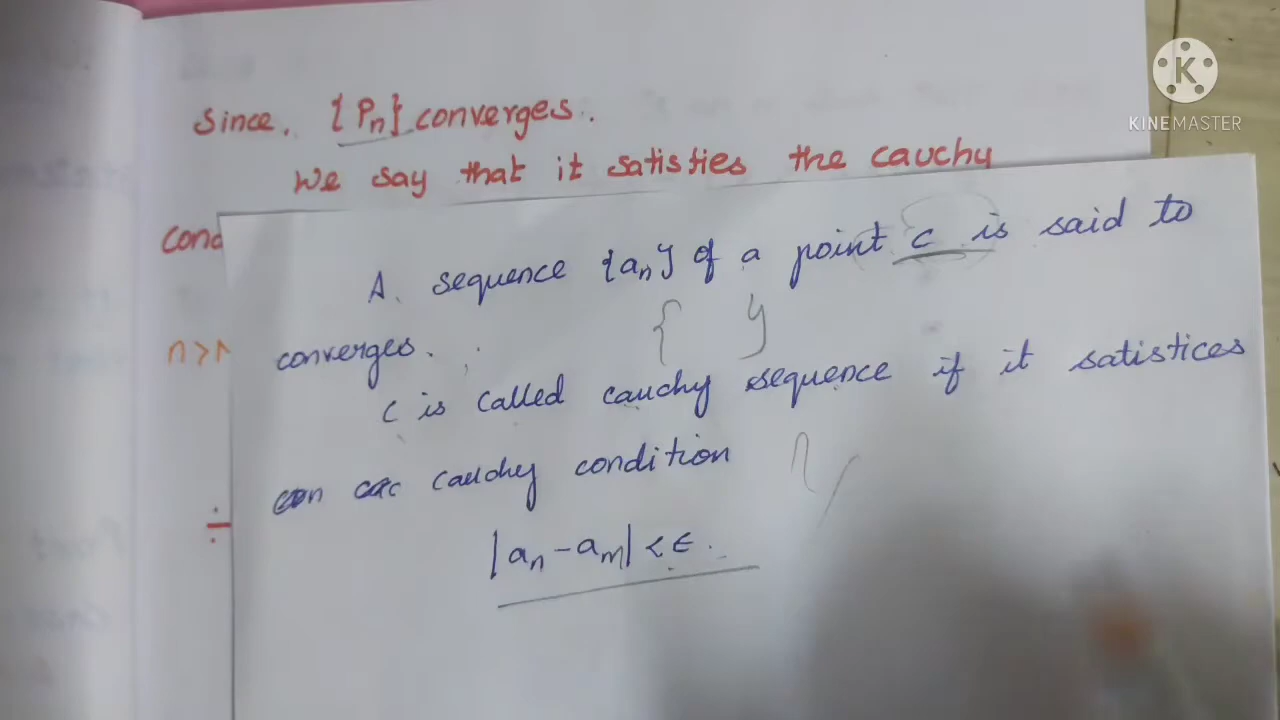 Since, {Pn} converges.
We say that it satisties the cauchy
cond
n>N
÷
A. sequence {an} of a point c is said to
converges.
{ }
c is called cauchy sequence if it satistices
cauchy condition
|an - am| < ϵ.
K
KINEMASTER